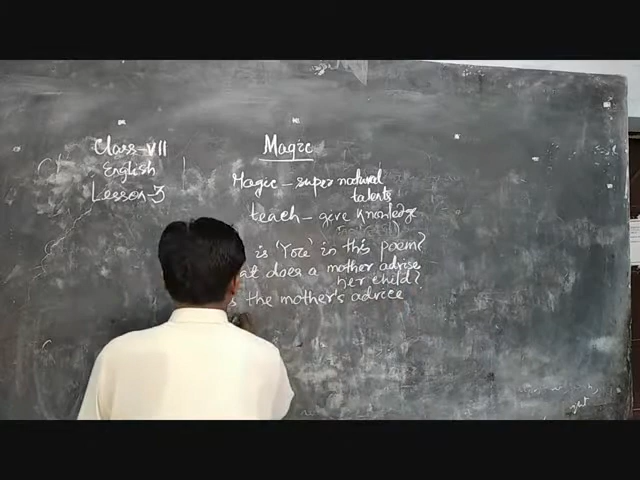 Class-VII
English
Lesson-3
Magic
Magic - super natural
talents
teach - give knowledge
is 'You' in this poem?
at does a mother advise
her child?
s the mother's advice